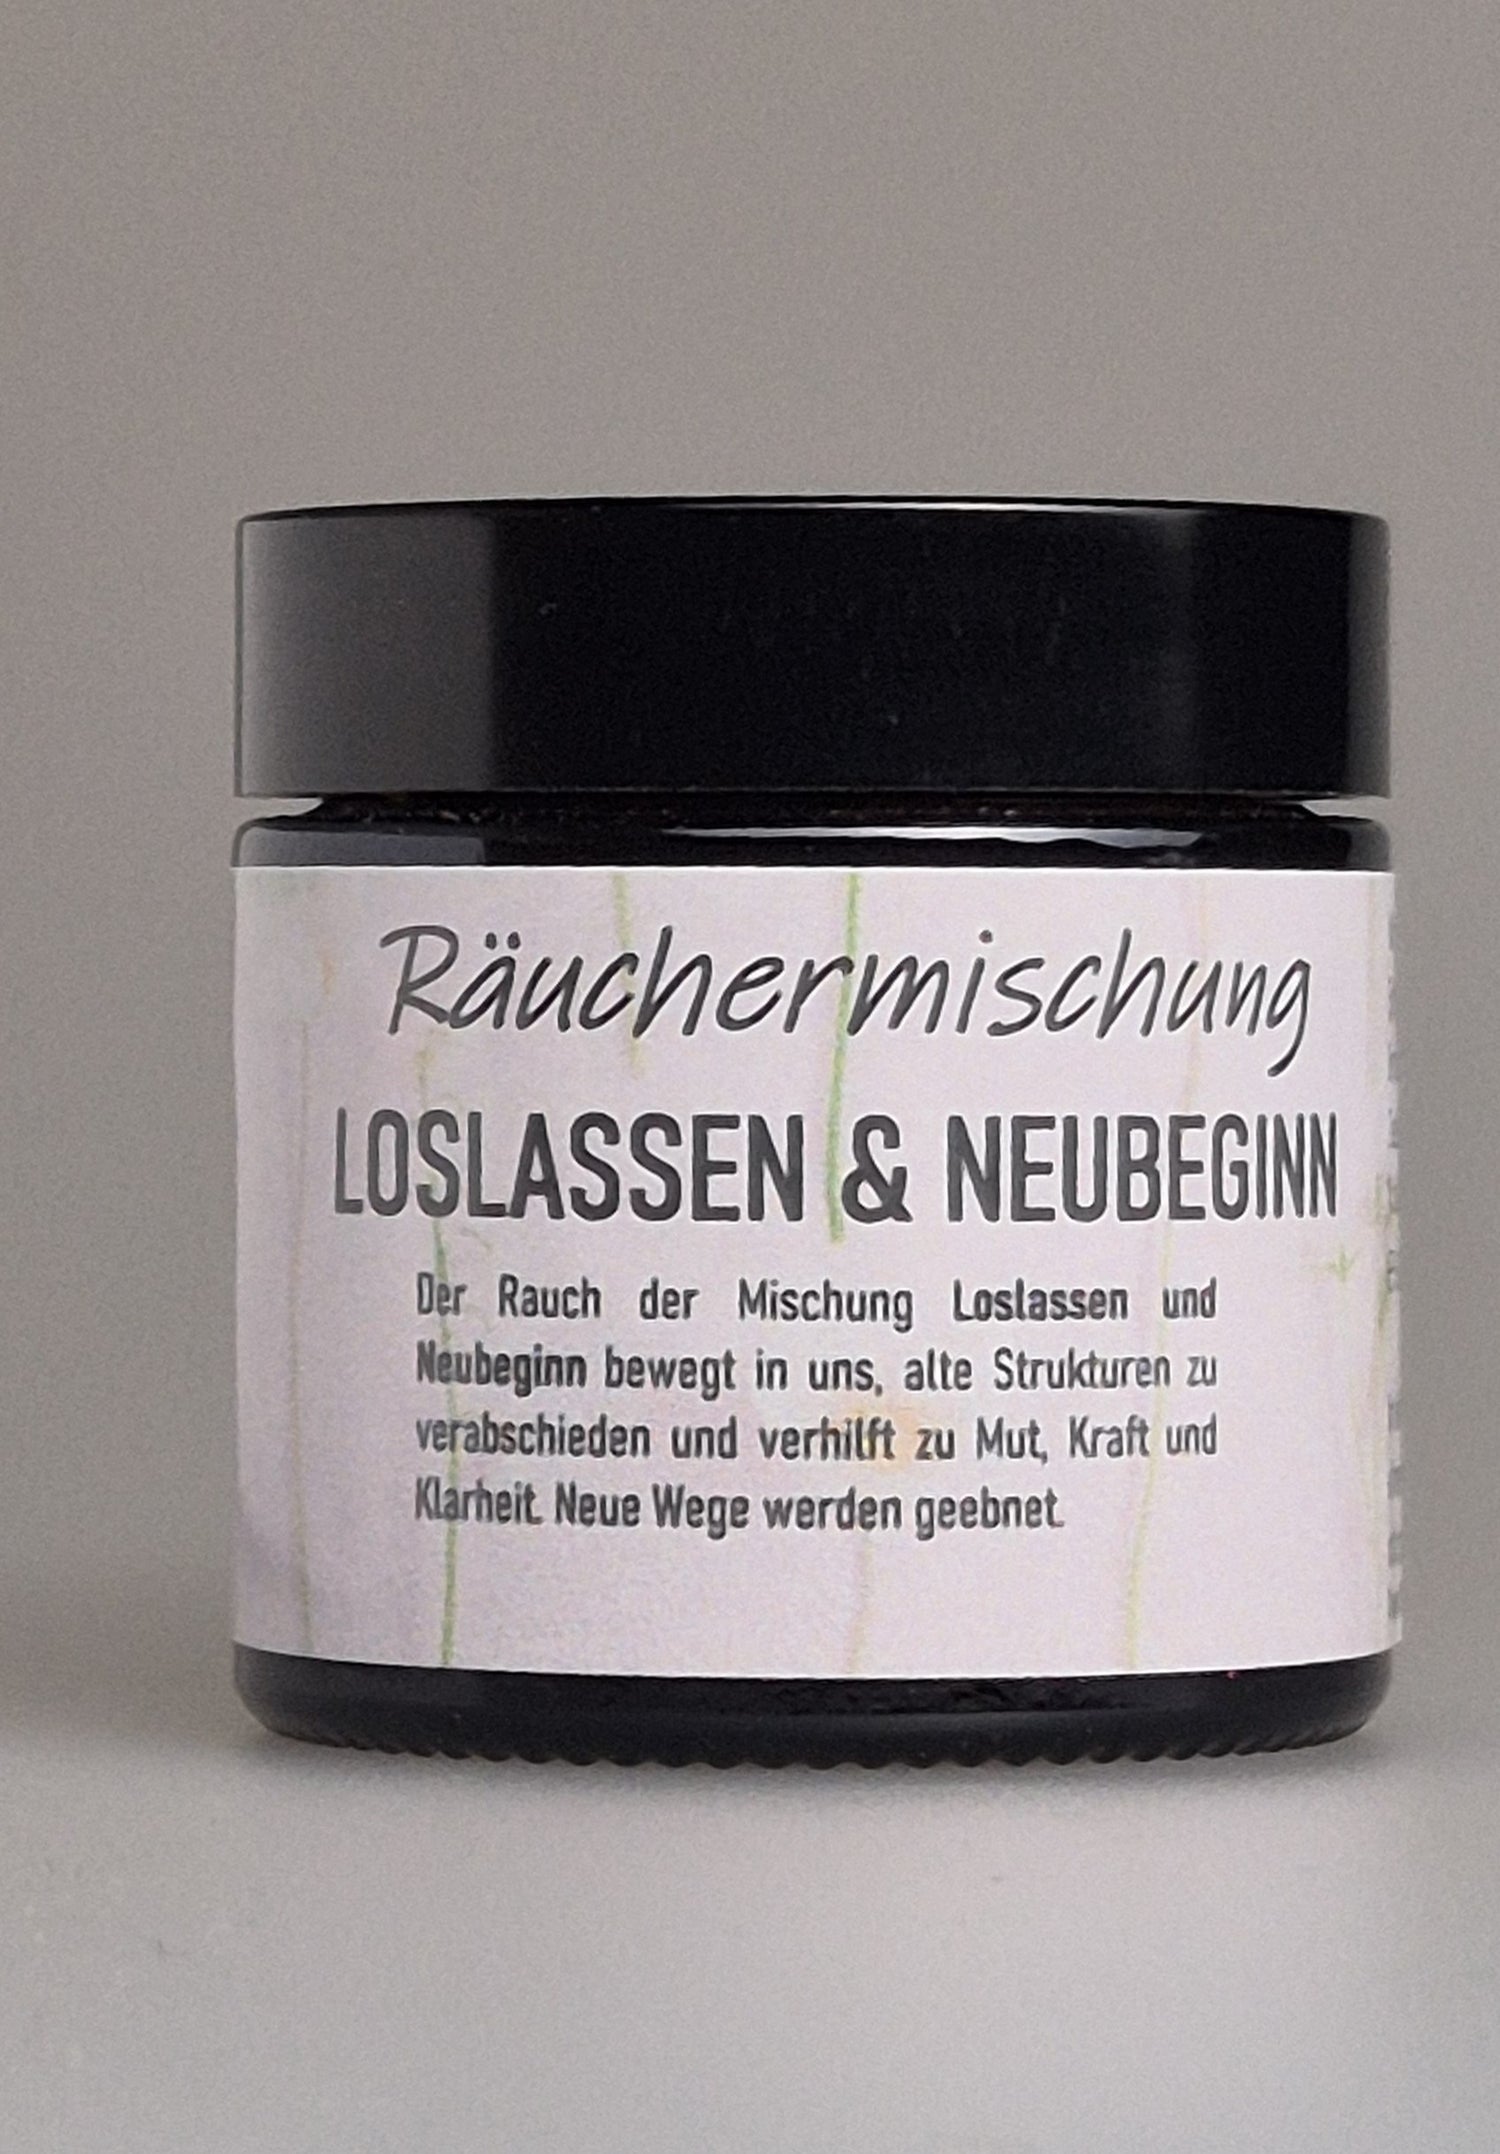 Räuchermischung
LOSLASSEN & NEUBEGINN
Der Rauch der Mischung Loslassen und
Neubeginn bewegt in uns, alte Strukturen zu
verabschieden und verhilft zu Mut, Kraft und
Klarheit. Neue Wege werden geebnet.